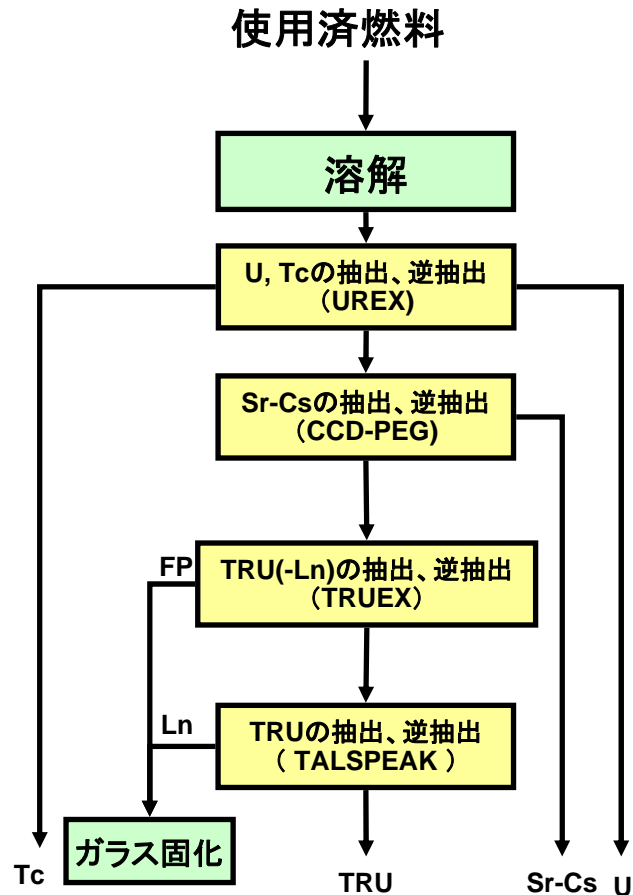 使用済燃料
溶解
U, Tcの抽出、逆抽出
（UREX)
Sr-Csの抽出、逆抽出
（CCD-PEG)
FP
TRU(-Ln)の抽出、逆抽出
（TRUEX）
Ln
TRUの抽出、逆抽出
（ TALSPEAK ）
ガラス固化
Tc
TRU
Sr-Cs
U